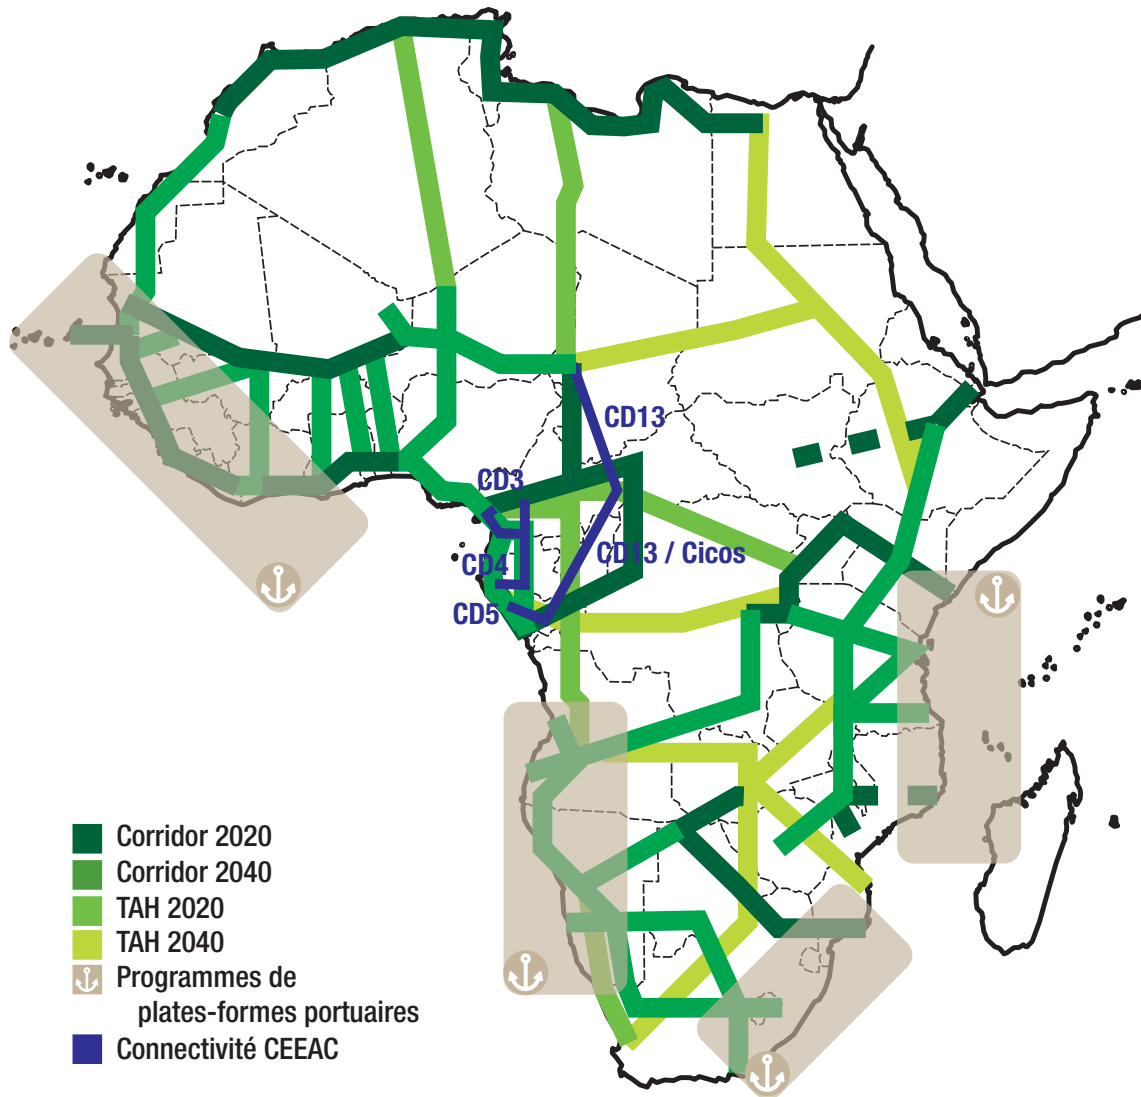 CD13
CD3
CD13 / Cicos
CD4
CD5
Corridor 2020
Corridor 2040
TAH 2020
TAH 2040
Programmes de
plates-formes portuaires
Connectivité CEEAC